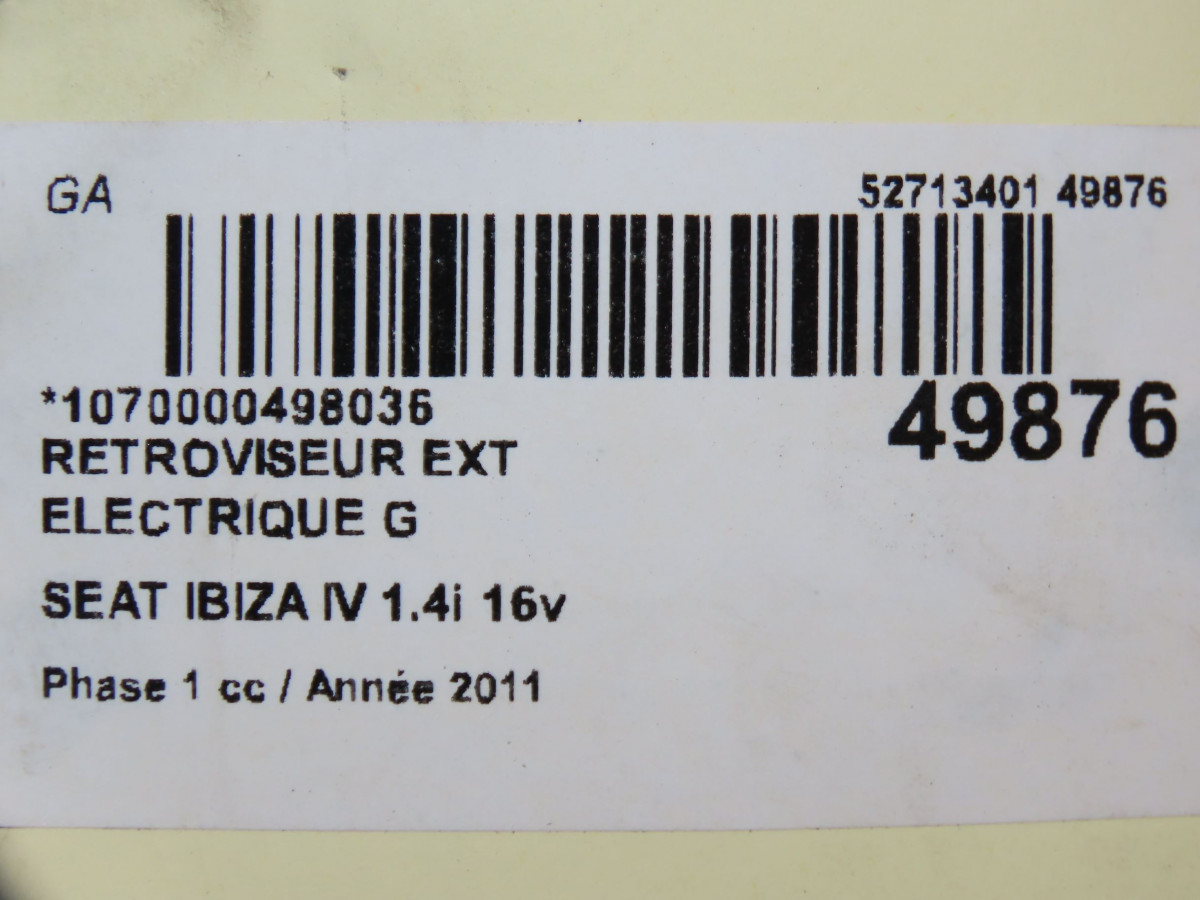 GA
52713401 49876
*1070000498036
49876
RETROVISEUR EXT
ELECTRIQUE G
SEAT IBIZA IV 1.4i 16v
Phase 1 cc / Année 2011